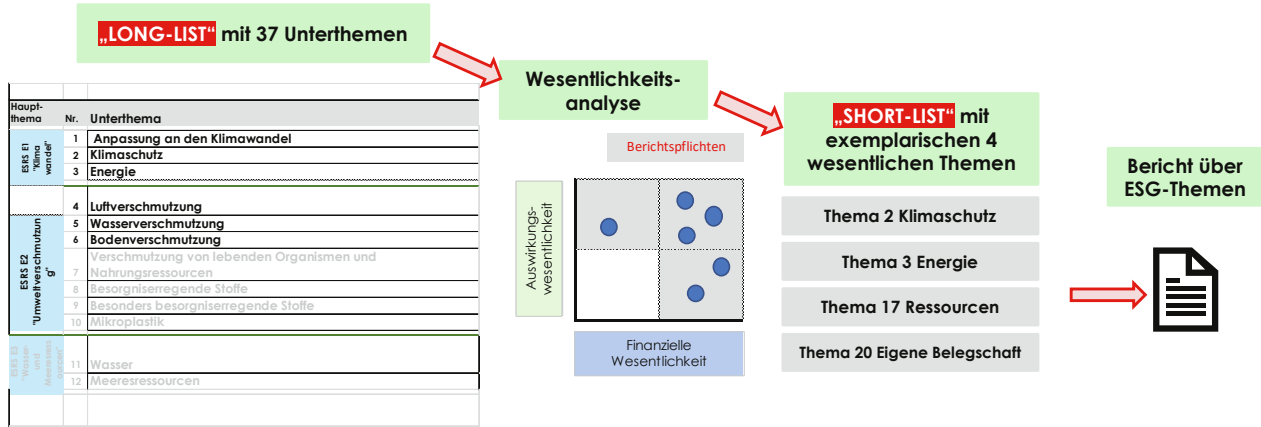 „LONG-LIST“ mit 37 Unterthemen
Haupt-
thema Nr. Unterthema
ESRS E1
"Klima
wandel"
1 Anpassung an den Klimawandel
2 Klimaschutz
3 Energie
ESRS E2
"Umweltverschmutzun
g"
4 Luftverschmutzung
5 Wasserverschmutzung
6 Bodenverschmutzung
Verschmutzung von lebenden Organismen und
7 Nahrungsressourcen
8 Besorgniserregende Stoffe
9 Besonders besorgniserregende Stoffe
10 Mikroplastik
ESRS E3
"Wasser-
und
11 Wasser
12 Meeresressourcen
Wesentlichkeits-
analyse
Berichtspflichten
Auswirkungs-
wesentlichkeit
Finanzielle
Wesentlichkeit
„SHORT-LIST“ mit
exemplarischen 4
wesentlichen Themen
Thema 2 Klimaschutz
Thema 3 Energie
Thema 17 Ressourcen
Thema 20 Eigene Belegschaft
Bericht über
ESG-Themen